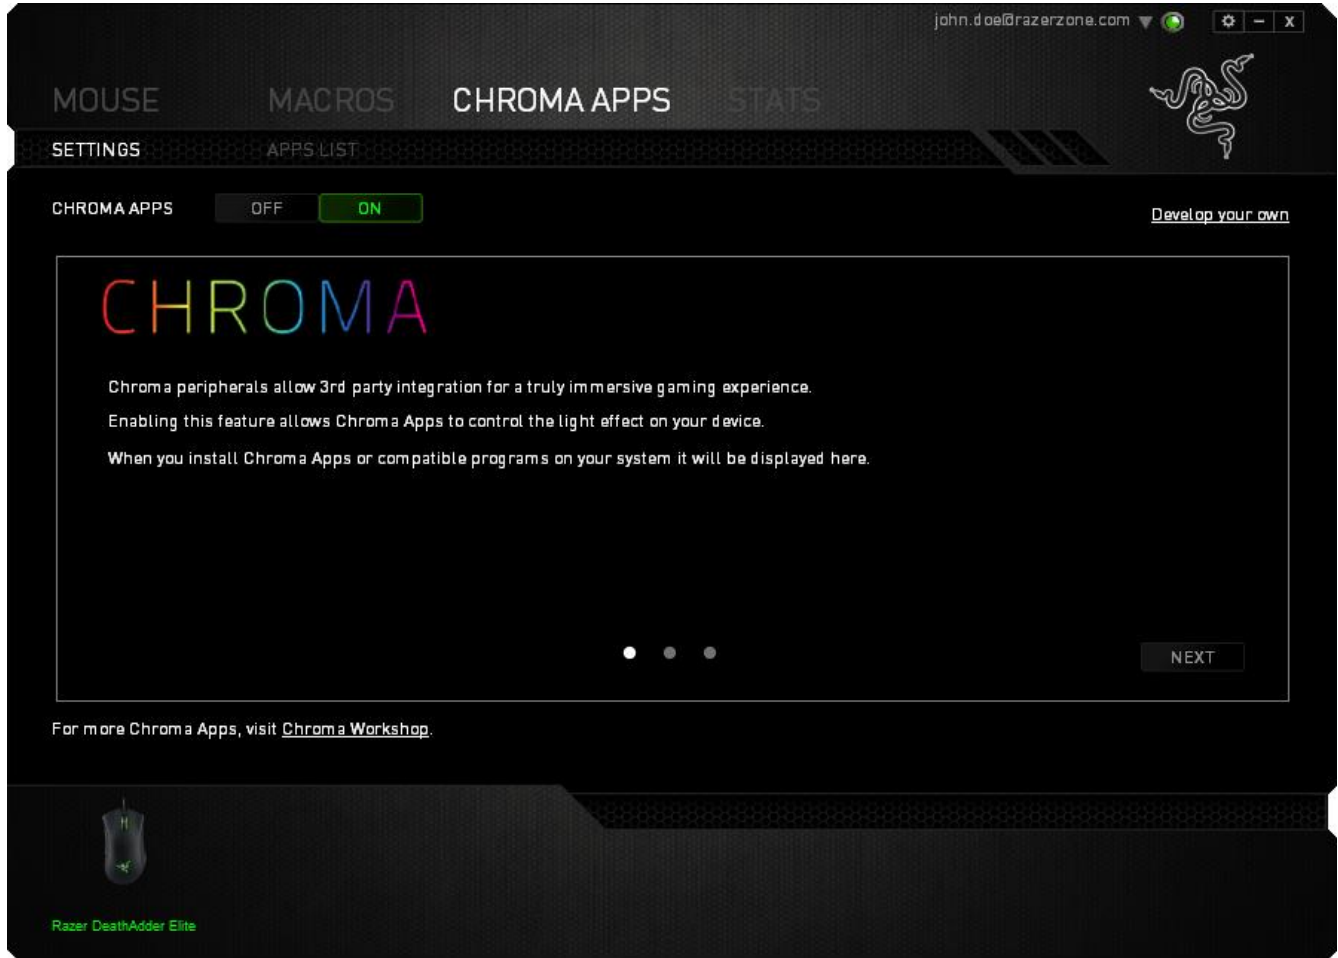 john.doe@razerzone.com
MOUSE MACROS CHROMA APPS STATS
SETTINGS APPS LIST
CHROMA APPS OFF ON
Develop your own
CHROMA
Chroma peripherals allow 3rd party integration for a truly immersive gaming experience.
Enabling this feature allows Chroma Apps to control the light effect on your device.
When you install Chroma Apps or compatible programs on your system it will be displayed here.
NEXT
For more Chroma Apps, visit Chroma Workshop.
Razer DeathAdder Elite